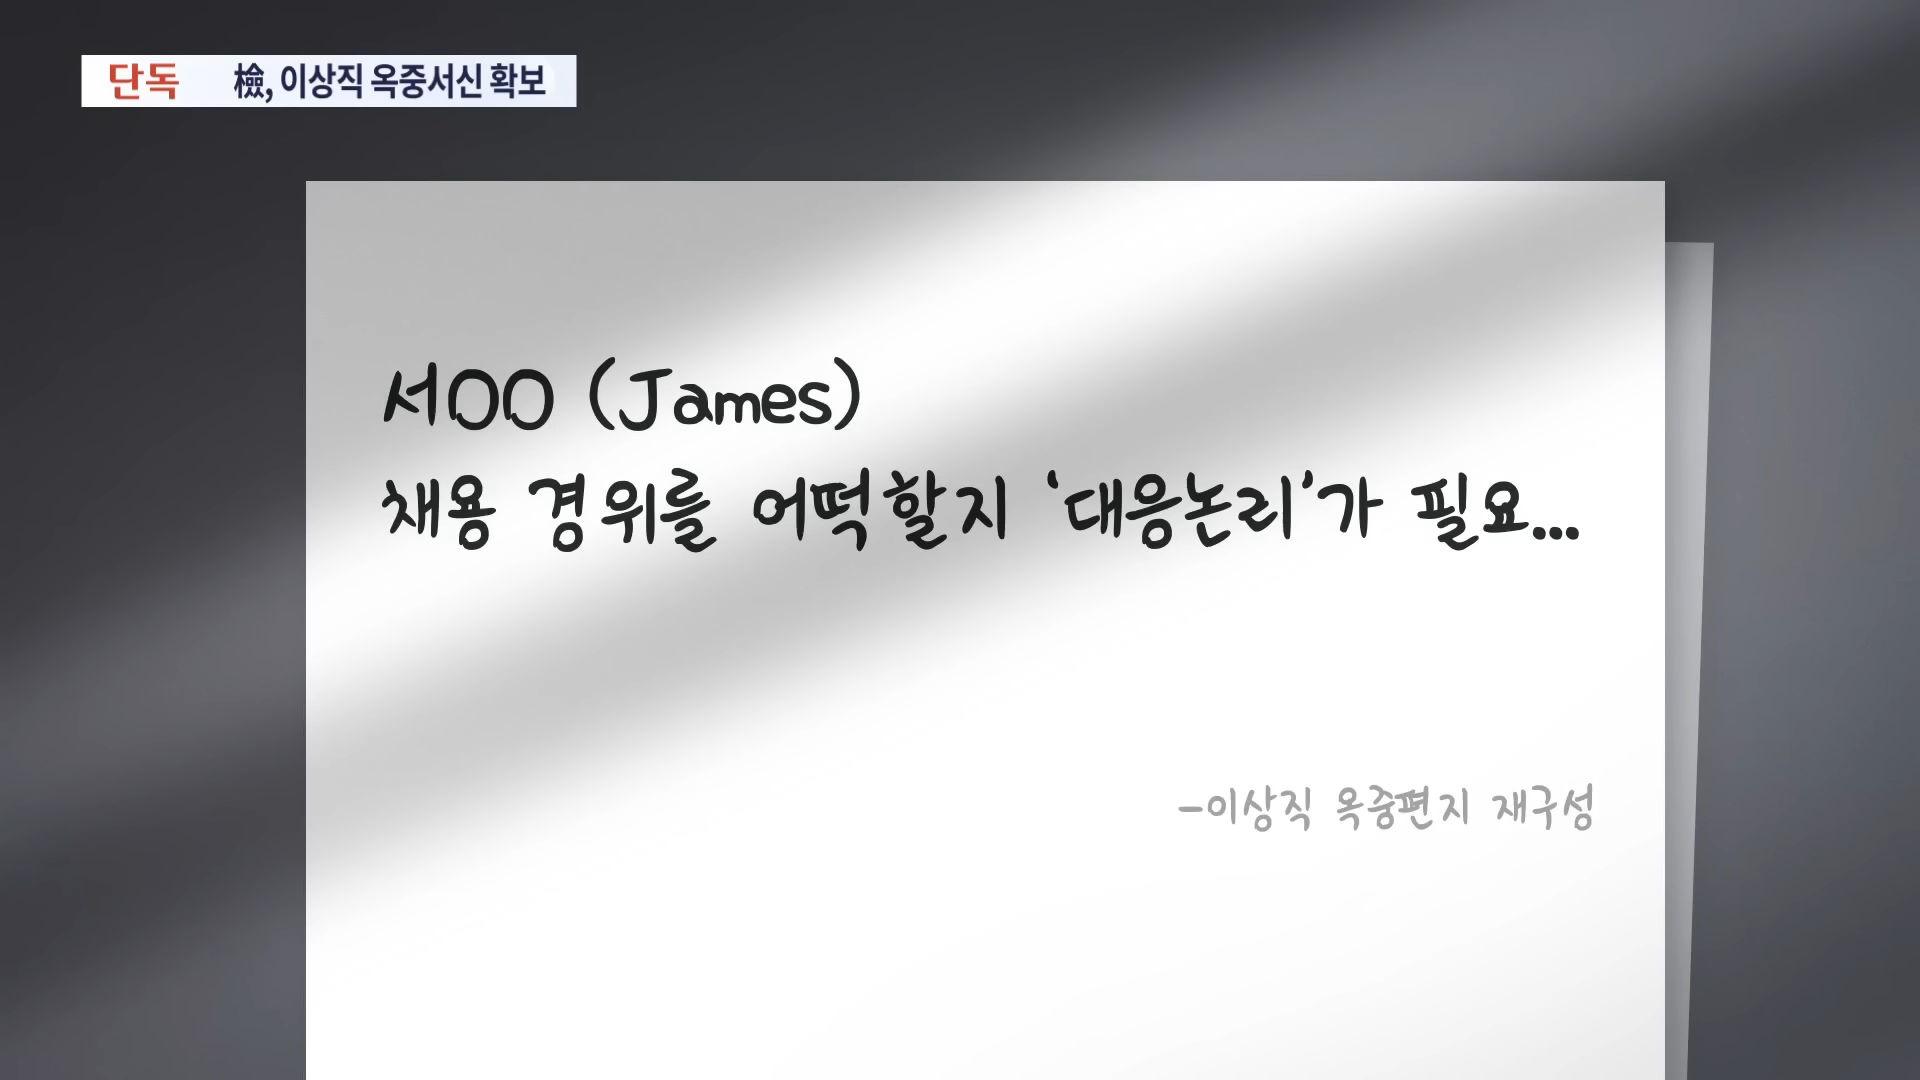 단독 檢, 이상직 옥중서신 확보
서OO (James)
채용 경위를 어떡할지 ‘대응논리’가 필요...
-이상직 옥중편지 재구성